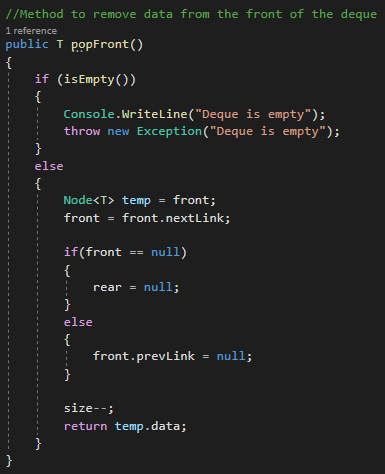 //Method to remove data from the front of the deque
1 reference
public T popFront()
{
    if (isEmpty())
    {
        Console.WriteLine("Deque is empty");
        throw new Exception("Deque is empty");
    }
    else
    {
        Node<T> temp = front;
        front = front.nextLink;

        if(front == null)
        {
            rear = null;
        }
        else
        {
            front.prevLink = null;
        }

        size--;
        return temp.data;
    }
}